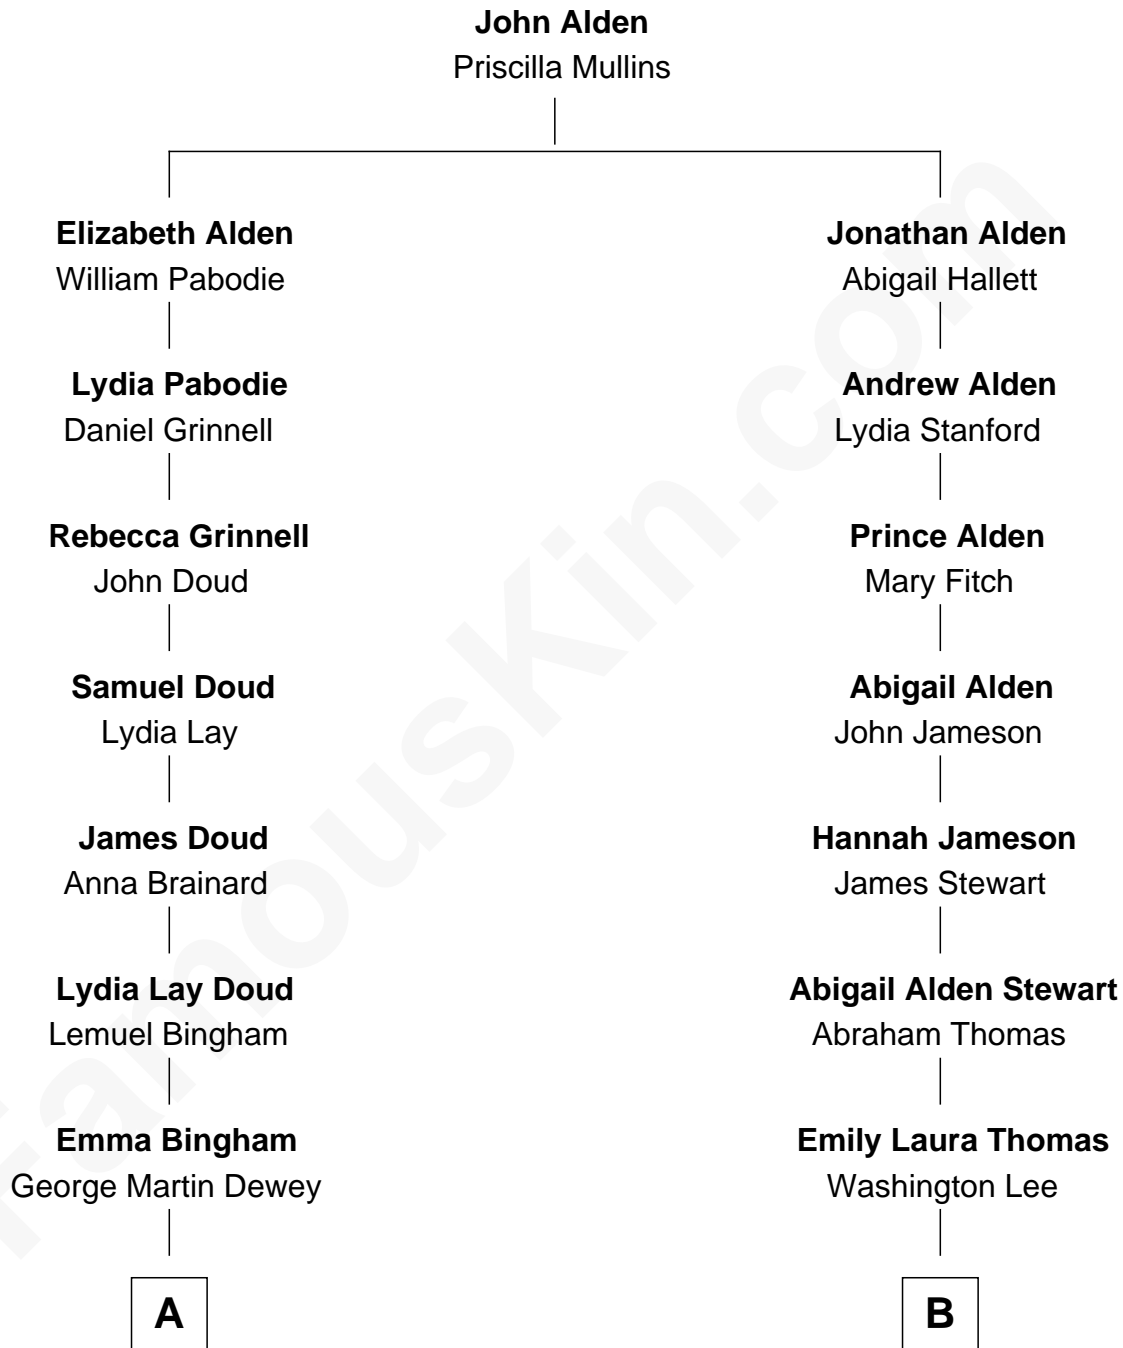 John Alden
Priscilla Mullins
Elizabeth Alden
William Pabodie
Jonathan Alden
Abigail Hallett
Lydia Pabodie
Daniel Grinnell
Andrew Alden
Lydia Stanford
Rebecca Grinnell
John Doud
Prince Alden
Mary Fitch
Samuel Doud
Lydia Lay
Abigail Alden
John Jameson
James Doud
Anna Brainard
Hannah Jameson
James Stewart
Lydia Lay Doud
Lemuel Bingham
Abigail Alden Stewart
Abraham Thomas
Emma Bingham
George Martin Dewey
Emily Laura Thomas
Washington Lee
A
B
FamousKin.com